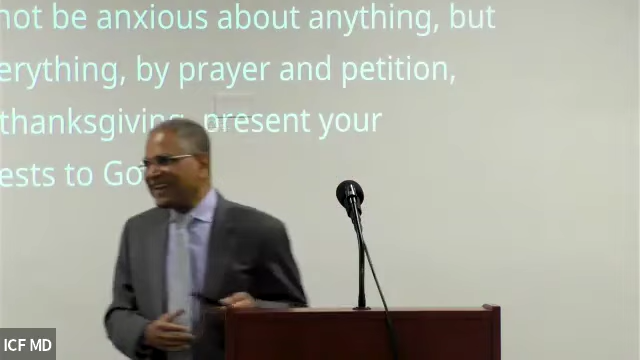 not be anxious about anything, but
erything, by prayer and petition,
thanksgiving, present your
ests to Go
ICF MD